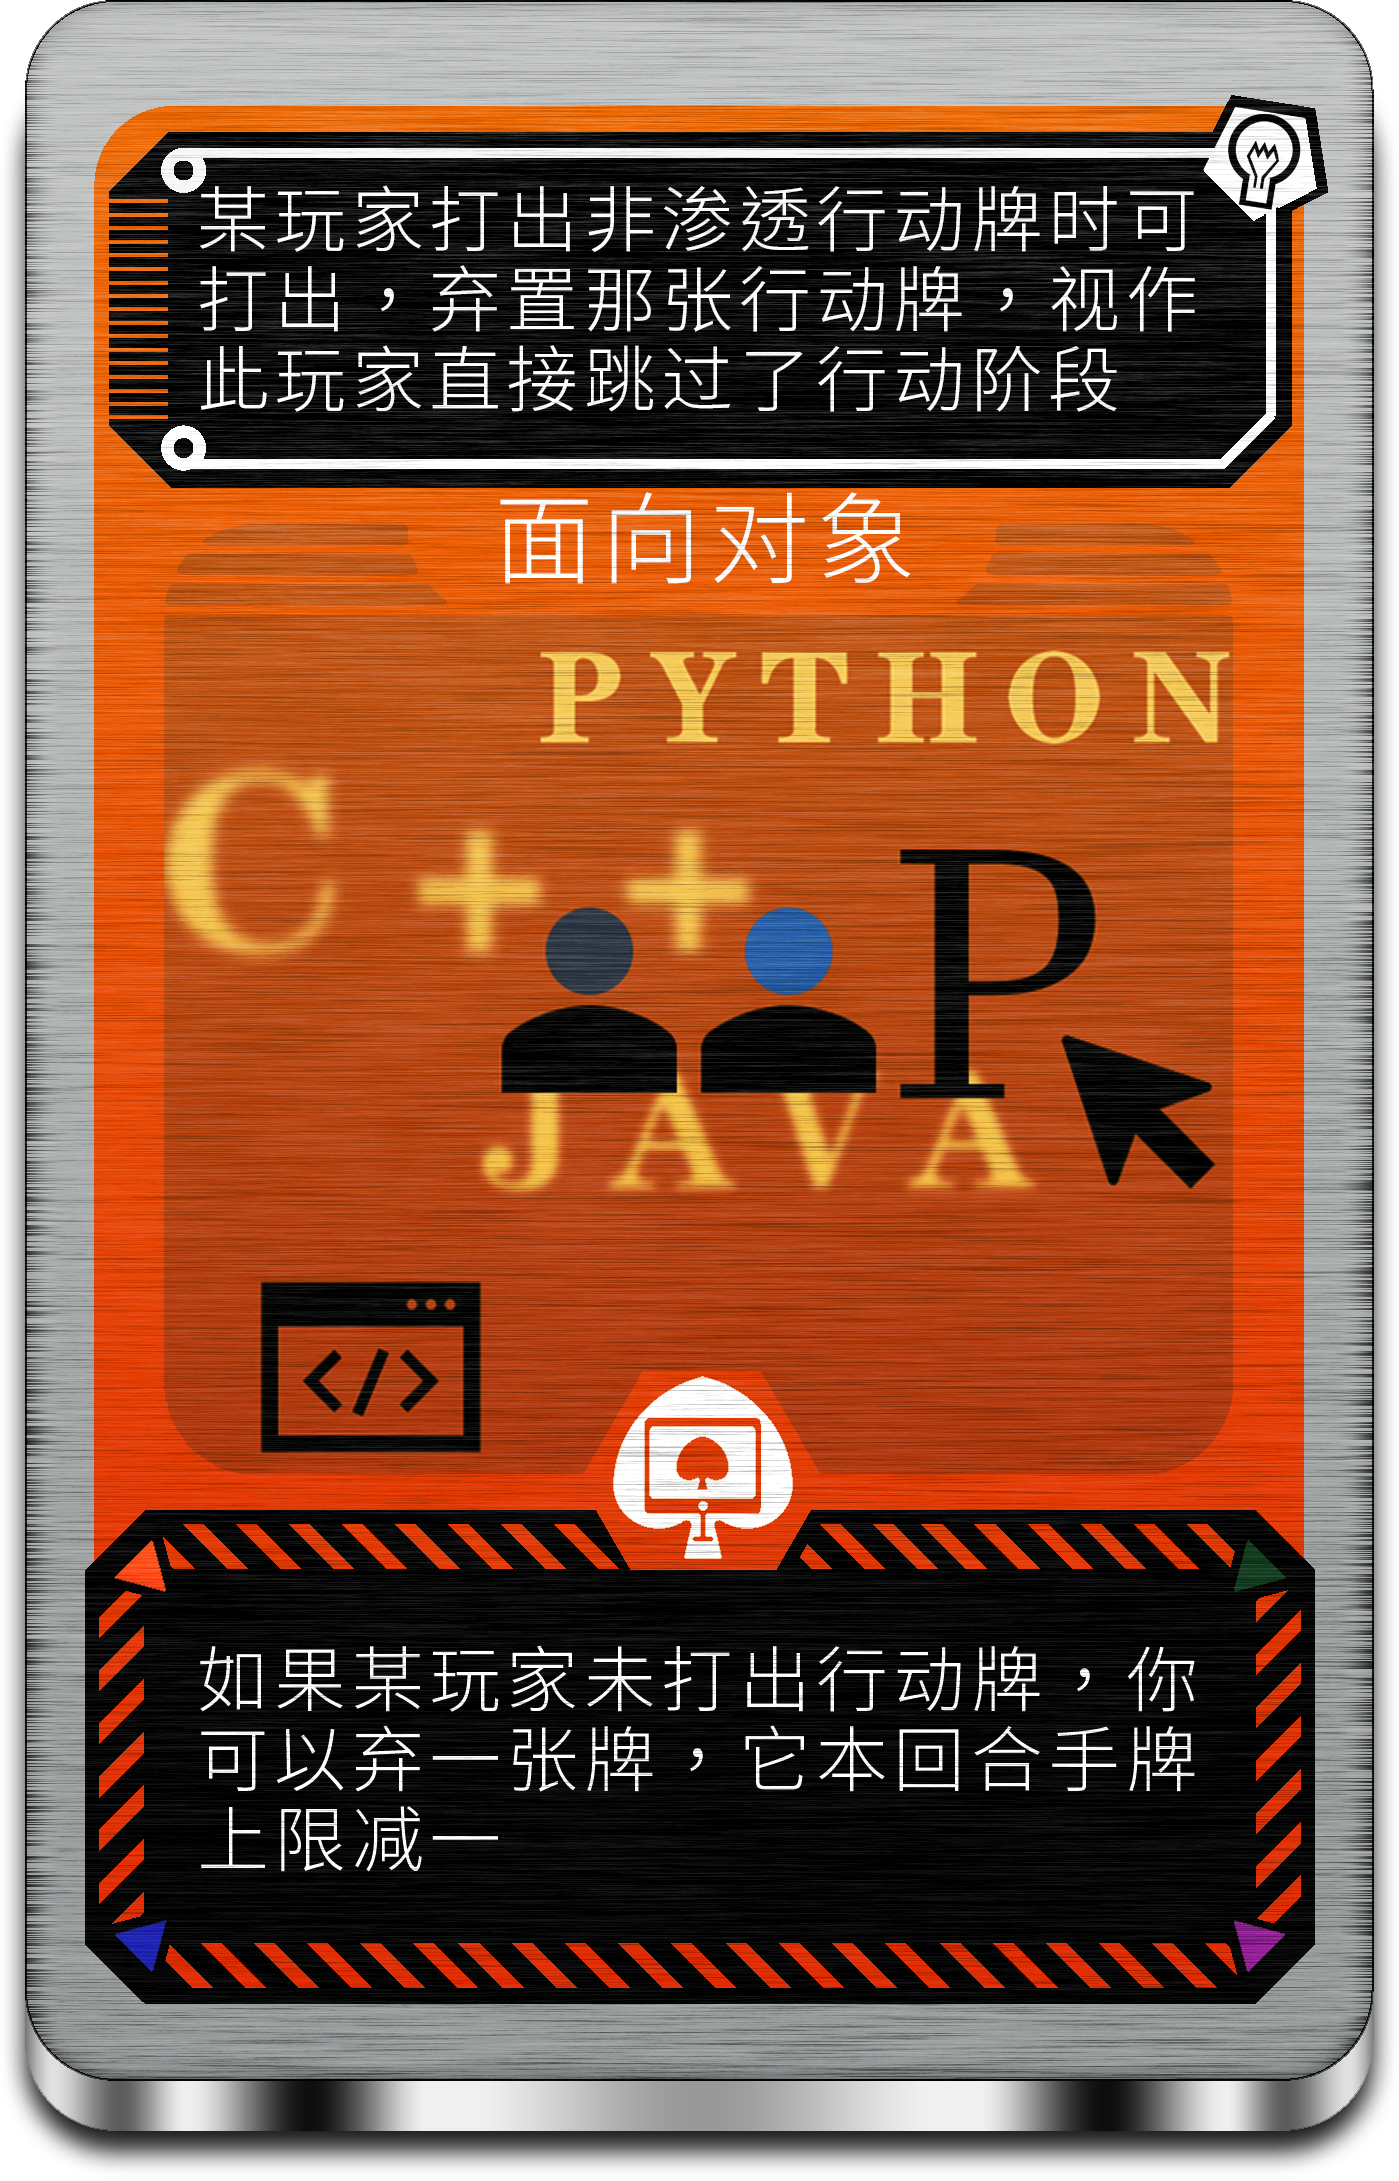 某玩家打出非渗透行动牌时可
打出，弃置那张行动牌，视作
此玩家直接跳过了行动阶段
面向对象
PYTHON
C++
P
JAVA
</>
如果某玩家未打出行动牌，你
可以弃一张牌，它本回合手牌
上限减一